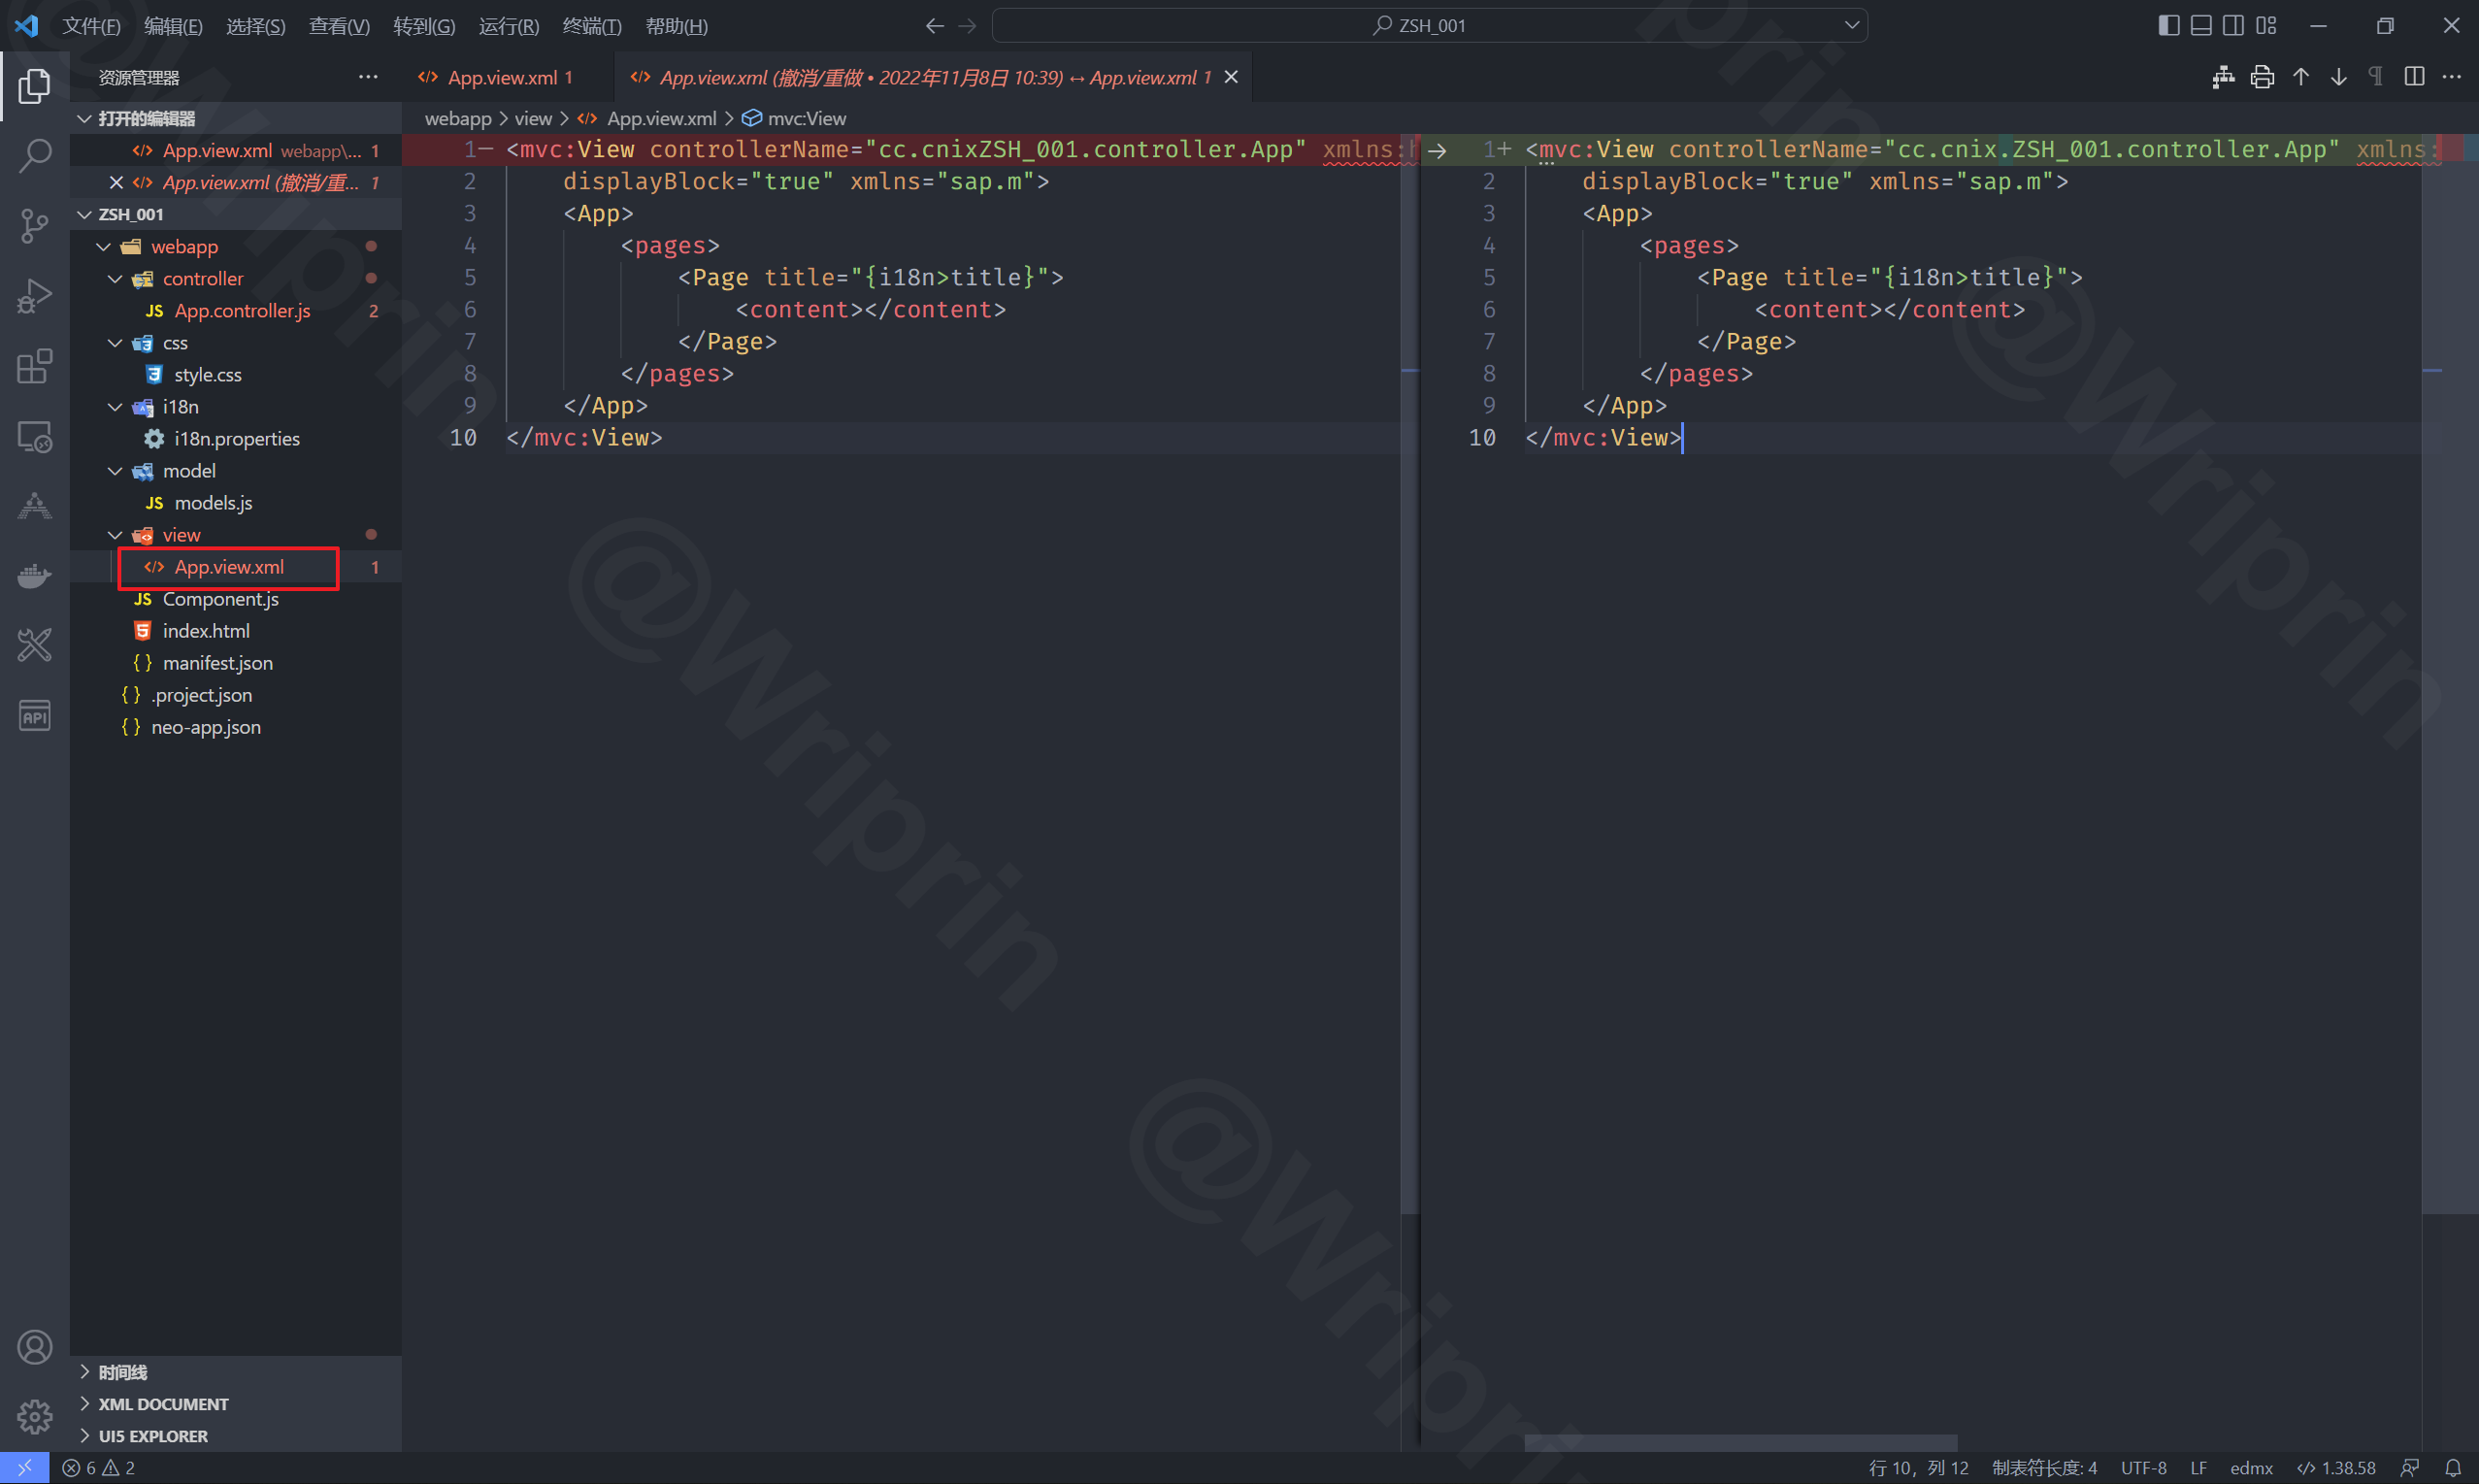 文件(F) 编辑(E) 选择(S) 查看(V) 转到(G) 运行(R) 终端(T) 帮助(H) ZSH_001
资源管理器
App.view.xml 1
App.view.xml (撤消/重做 • 2022年11月8日 10:39) ↔ App.view.xml 1
打开的编辑器
App.view.xml webapp\... 1
App.view.xml (撤消/重... 1
ZSH_001
webapp
controller
App.controller.js 2
css
style.css
i18n
i18n.properties
model
models.js
view
App.view.xml 1
Component.js
index.html
manifest.json
.project.json
neo-app.json
时间线
XML DOCUMENT
UI5 EXPLORER
webapp > view > App.view.xml > mvc:View
1− <mvc:View controllerName="cc.cnixZSH_001.controller.App" xmlns:
2 displayBlock="true" xmlns="sap.m">
3 <App>
4 <pages>
5 <Page title="{i18n>title}">
6 <content></content>
7 </Page>
8 </pages>
9 </App>
10 </mvc:View>
1+ <mvc:View controllerName="cc.cnix.ZSH_001.controller.App" xmlns:
2 displayBlock="true" xmlns="sap.m">
3 <App>
4 <pages>
5 <Page title="{i18n>title}">
6 <content></content>
7 </Page>
8 </pages>
9 </App>
10 </mvc:View>
API
@Wriprin
@Wriprin
@Wriprin
@Wriprin
6 2
行 10，列 12 制表符长度: 4 UTF-8 LF edmx 1.38.58